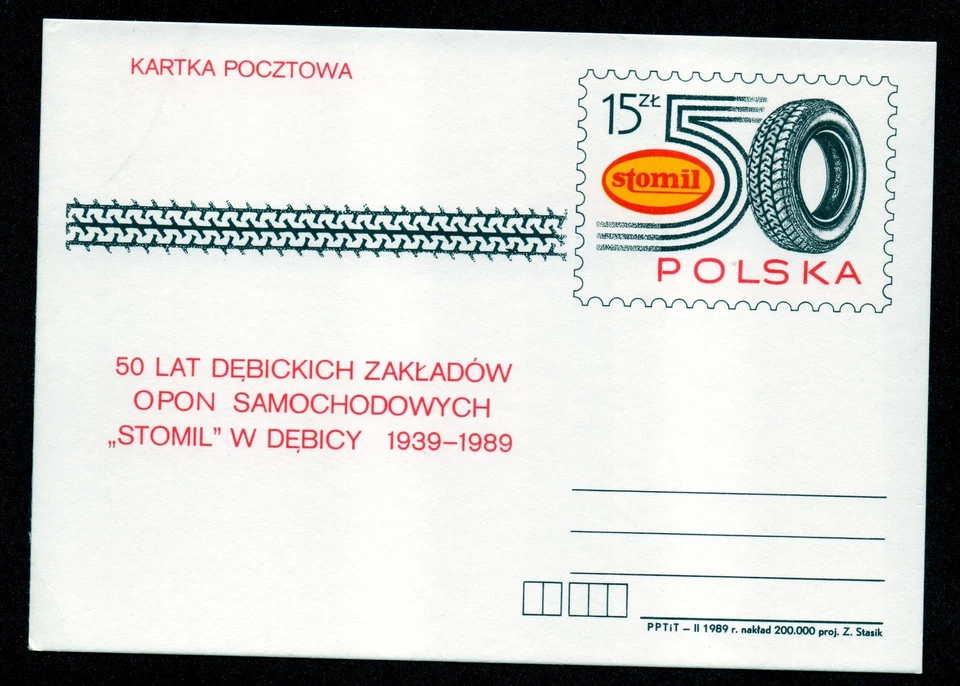 KARTKA POCZTOWA
15 ZŁ 50
stomil
POLSKA
50 LAT DĘBICKICH ZAKŁADÓW
OPON SAMOCHODOWYCH
„STOMIL” W DĘBICY 1939–1989
PPTiT – II 1989 r. nakład 200.000 proj. Z. Stasik